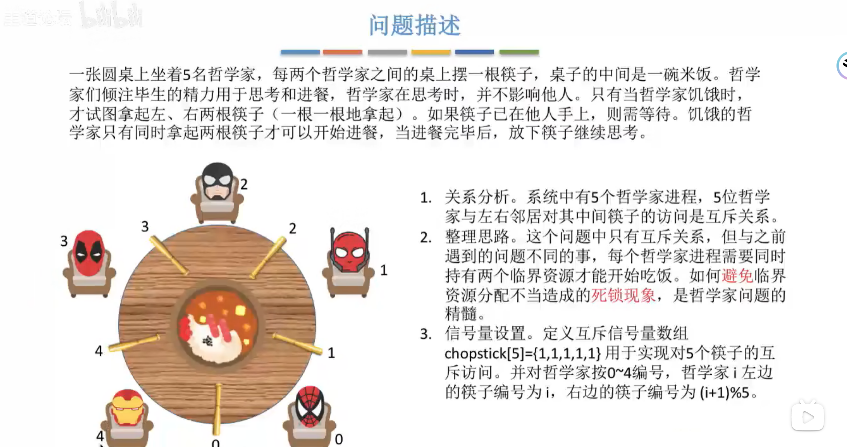 bilibili
问题描述
一张圆桌上坐着5名哲学家，每两个哲学家之间的桌上摆一根筷子，桌子的中间是一碗米饭。哲学
家们倾注毕生的精力用于思考和进餐，哲学家在思考时，并不影响他人。只有当哲学家饥饿时，
才试图拿起左、右两根筷子（一根一根地拿起）。如果筷子已在他人手上，则需等待。饥饿的哲
学家只有同时拿起两根筷子才可以开始进餐，当进餐完毕后，放下筷子继续思考。
2
3
2
3
1
4
1
4
0
0
1. 关系分析。系统中有5个哲学家进程，5位哲学
家与左右邻居对其中间筷子的访问是互斥关系。
2. 整理思路。这个问题中只有互斥关系，但与之前
遇到的问题不同的事，每个哲学家进程需要同时
持有两个临界资源才能开始吃饭。如何避免临界
资源分配不当造成的死锁现象，是哲学家问题的
精髓。
3. 信号量设置。定义互斥信号量数组
chopstick[5]={1,1,1,1,1} 用于实现对5个筷子的互
斥访问。并对哲学家按0~4编号，哲学家 i 左边
的筷子编号为 i，右边的筷子编号为 (i+1)%5。